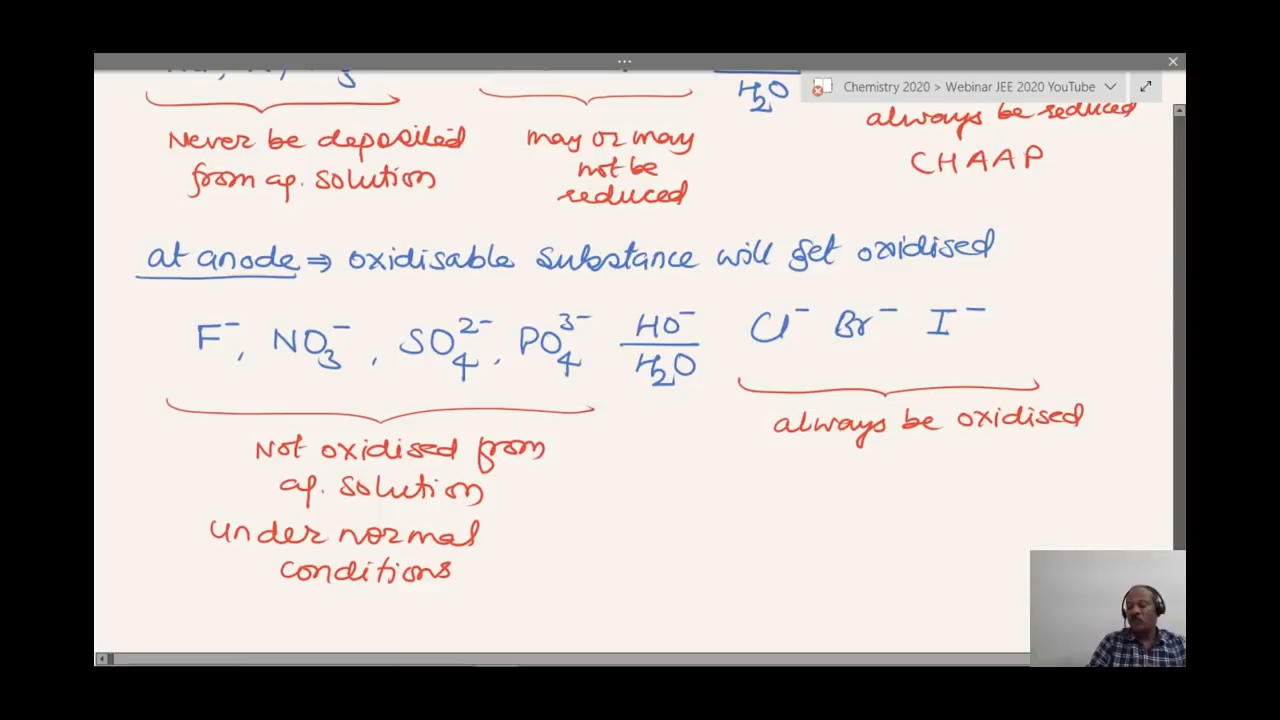 H2O
Chemistry 2020 > Webinar JEE 2020 YouTube
always be reduced
CHAAP
Never be deposited
from aq. solution
may or may
not be
reduced
at anode ⇒ oxidisable substance will get oxidised
F⁻, NO₃⁻, SO₄²⁻, PO₄³⁻ HO⁻/H₂O Cl⁻ Br⁻ I⁻
Not oxidised from
aq. solution
under normal
conditions
always be oxidised